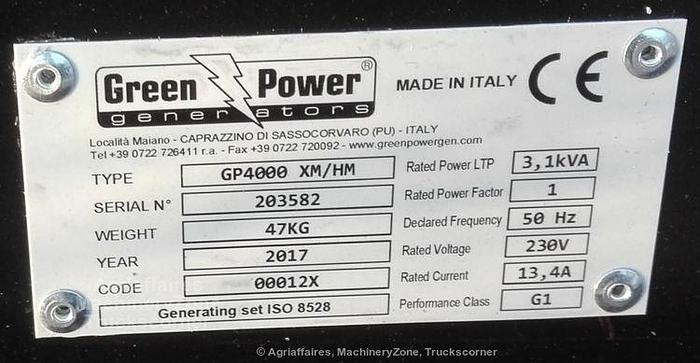 Green Power ®
generators
MADE IN ITALY CE
Località Maiano - CAPRAZZINO DI SASSOCORVARO (PU) - ITALY
Tel +39 0722 726411 r.a. - Fax +39 0722 720092 - www.greenpowergen.com
TYPE GP4000 XM/HM
SERIAL N° 203582
WEIGHT 47KG
YEAR 2017
CODE 00012X
Generating set ISO 8528
Rated Power LTP 3,1kVA
Rated Power Factor 1
Declared Frequency 50 Hz
Rated Voltage 230V
Rated Current 13,4A
Performance Class G1
Agriaffaires
© Agriaffaires, MachineryZone, Truckscorner